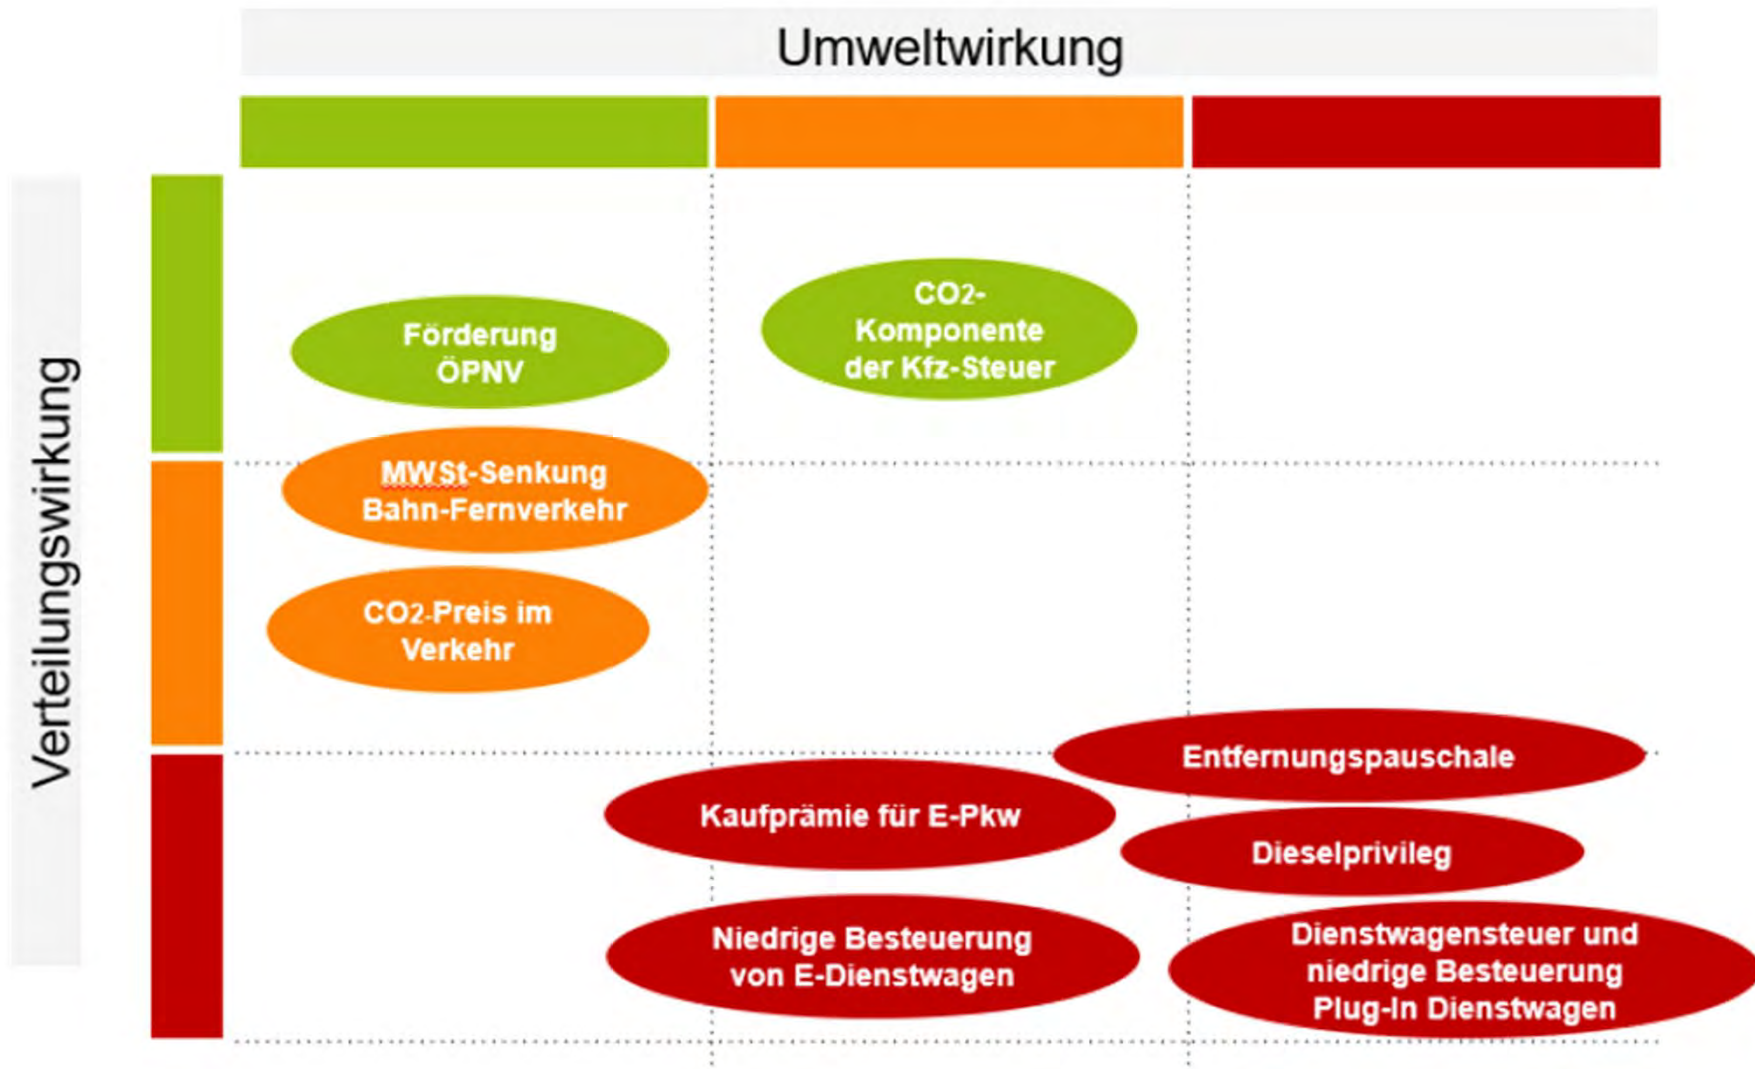 Umweltwirkung
Verteilungswirkung
Förderung
ÖPNV
CO2-
Komponente
der Kfz-Steuer
MWSt-Senkung
Bahn-Fernverkehr
CO2-Preis im
Verkehr
Entfernungspauschale
Kaufprämie für E-Pkw
Dieselprivileg
Niedrige Besteuerung
von E-Dienstwagen
Dienstwagensteuer und
niedrige Besteuerung
Plug-In Dienstwagen